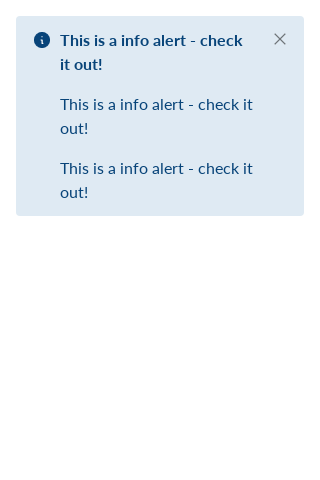 This is a info alert - check
it out!
This is a info alert - check it
out!
This is a info alert - check it
out!